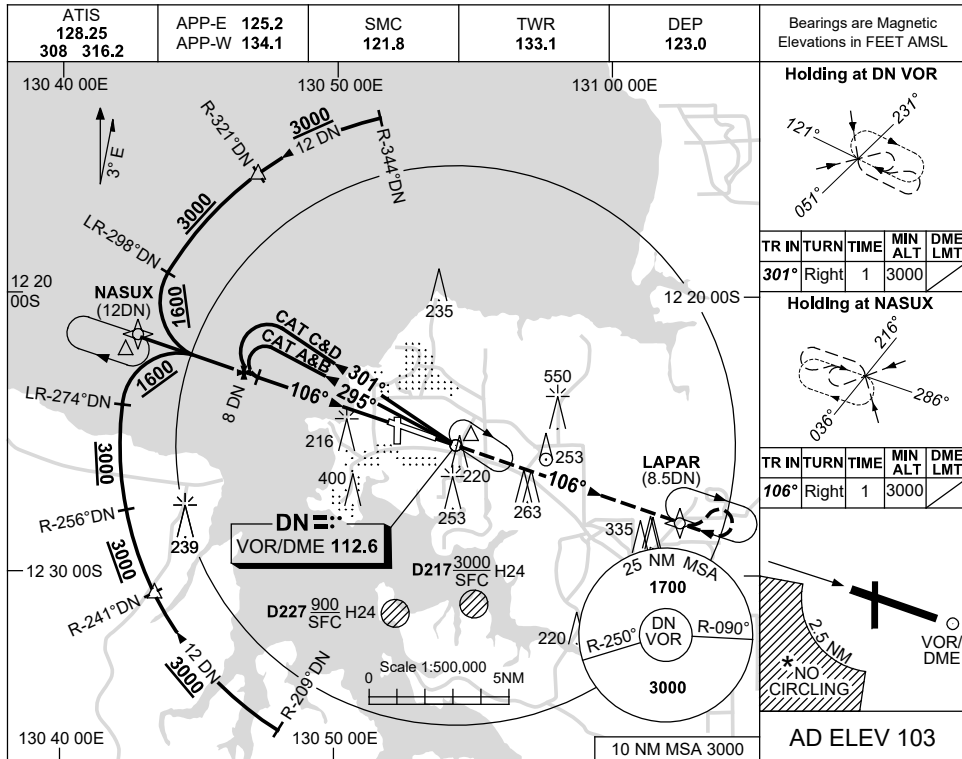 ATIS
128.25
308 316.2
APP-E 125.2
APP-W 134.1
SMC
121.8
TWR
133.1
DEP
123.0
Bearings are Magnetic
Elevations in FEET AMSL
130 40 00E
130 50 00E
131 00 00E
3° E
R-321°DN
3000
12 DN
R-344°DN
3000
LR-298°DN
12 20
00S
NASUX
(12DN)
1600
1600
LR-274°DN
8 DN
CAT C&D
CAT A&B
301°
295°
106°
235
12 20 00S
550
216
253
400
220
253
263
106°
LAPAR
(8.5DN)
335
3000
R-256°DN
239
DN
VOR/DME 112.6
3000
12 30 00S
R-241°DN
12 DN
3000
R-209°DN
D217 3000 H24
SFC
D227 900 H24
SFC
220
Scale 1:500,000
0 5NM
25 NM MSA
1700
DN
VOR
R-250°
R-090°
3000
130 40 00E
130 50 00E
10 NM MSA 3000
Holding at DN VOR
121°
231°
051°
TR IN TURN TIME MIN ALT DME LMT
301° Right 1 3000
Holding at NASUX
216°
286°
036°
TR IN TURN TIME MIN ALT DME LMT
106° Right 1 3000
2.5 NM
*NO
CIRCLING
VOR/
DME
AD ELEV 103